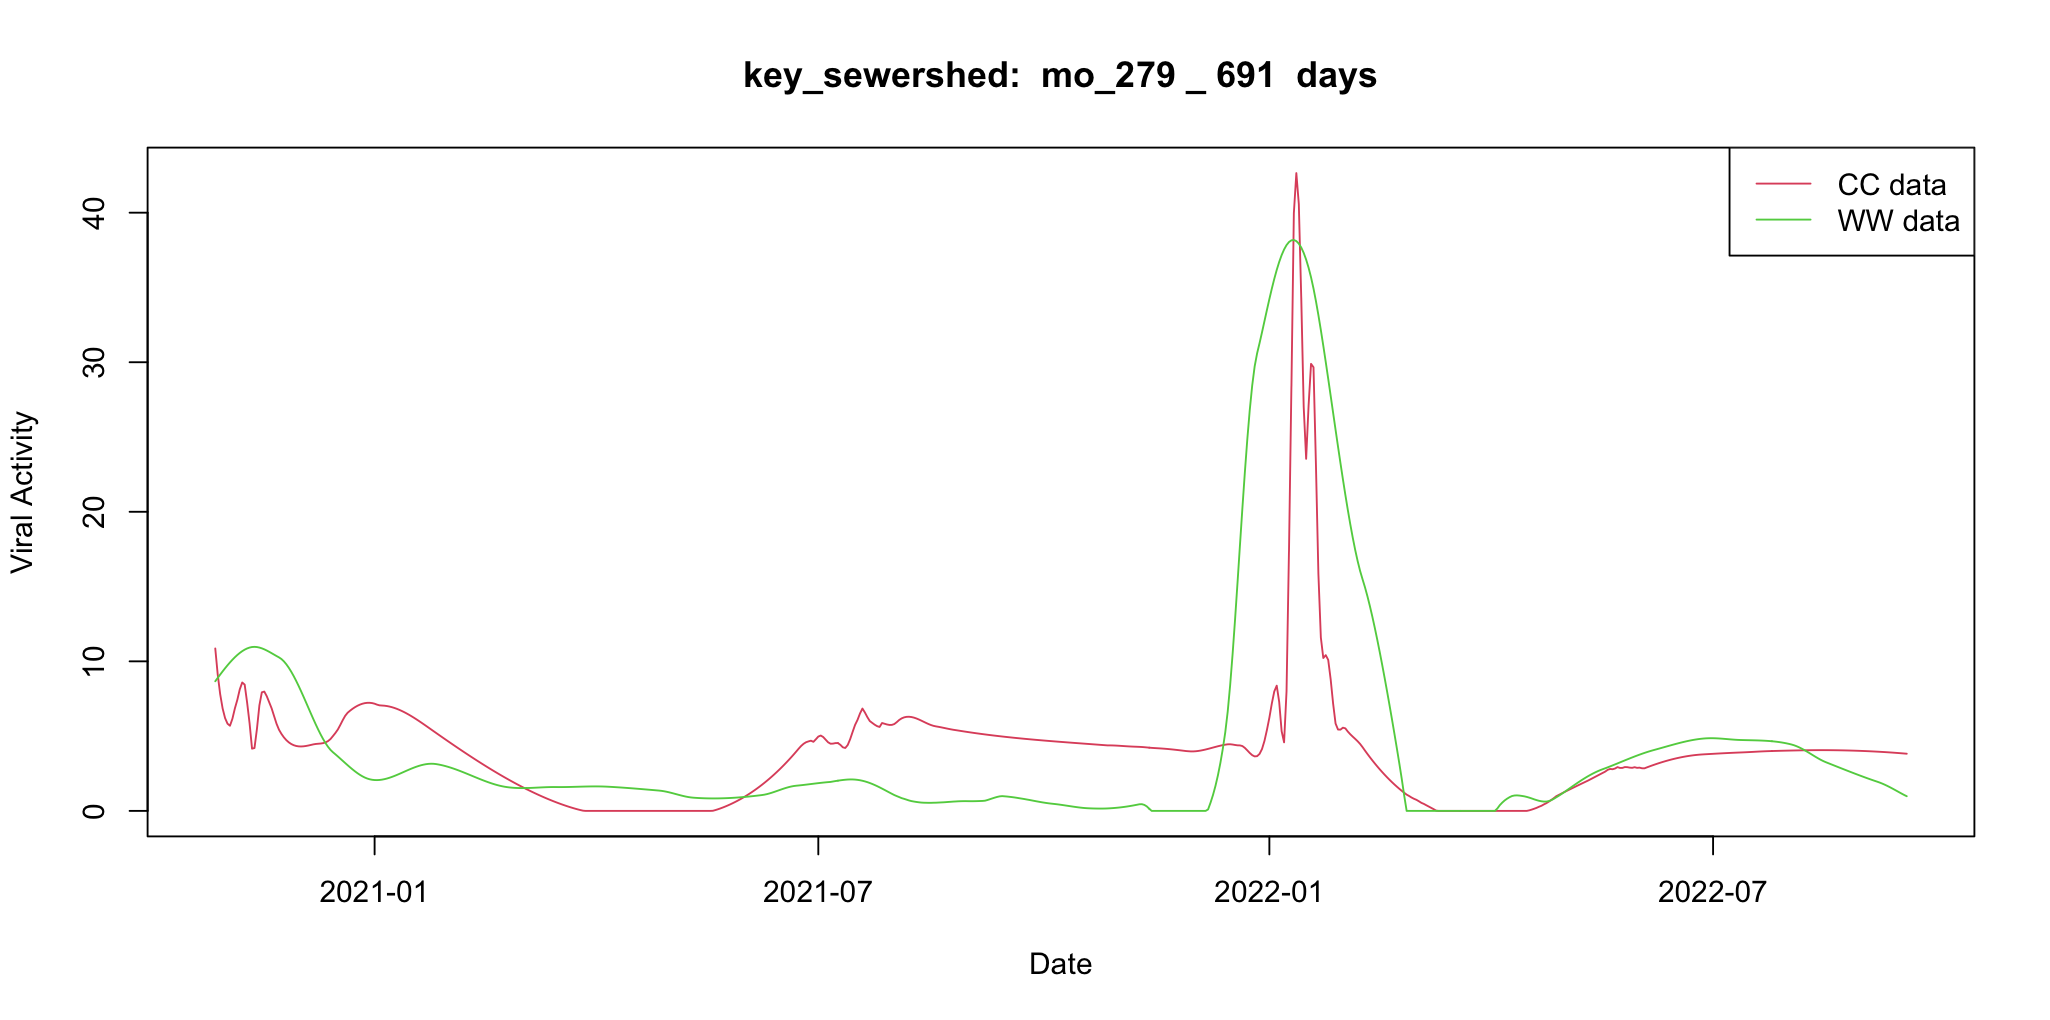 key_sewershed:  mo_279 _ 691  days
CC data
WW data
Viral Activity
40
30
20
10
0
2021-01
2021-07
2022-01
2022-07
Date